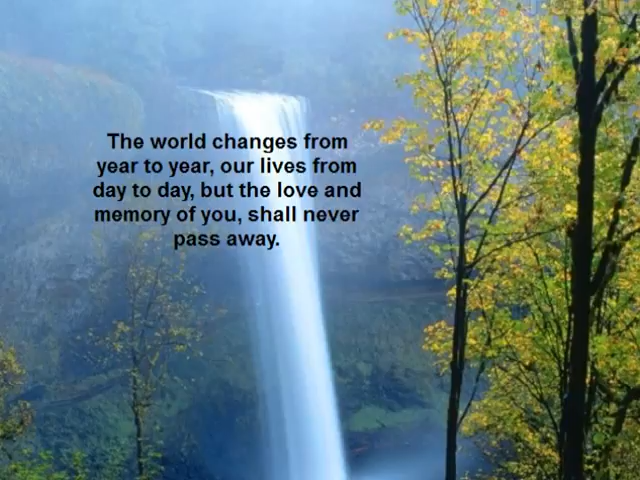 The world changes from
year to year, our lives from
day to day, but the love and
memory of you, shall never
pass away.